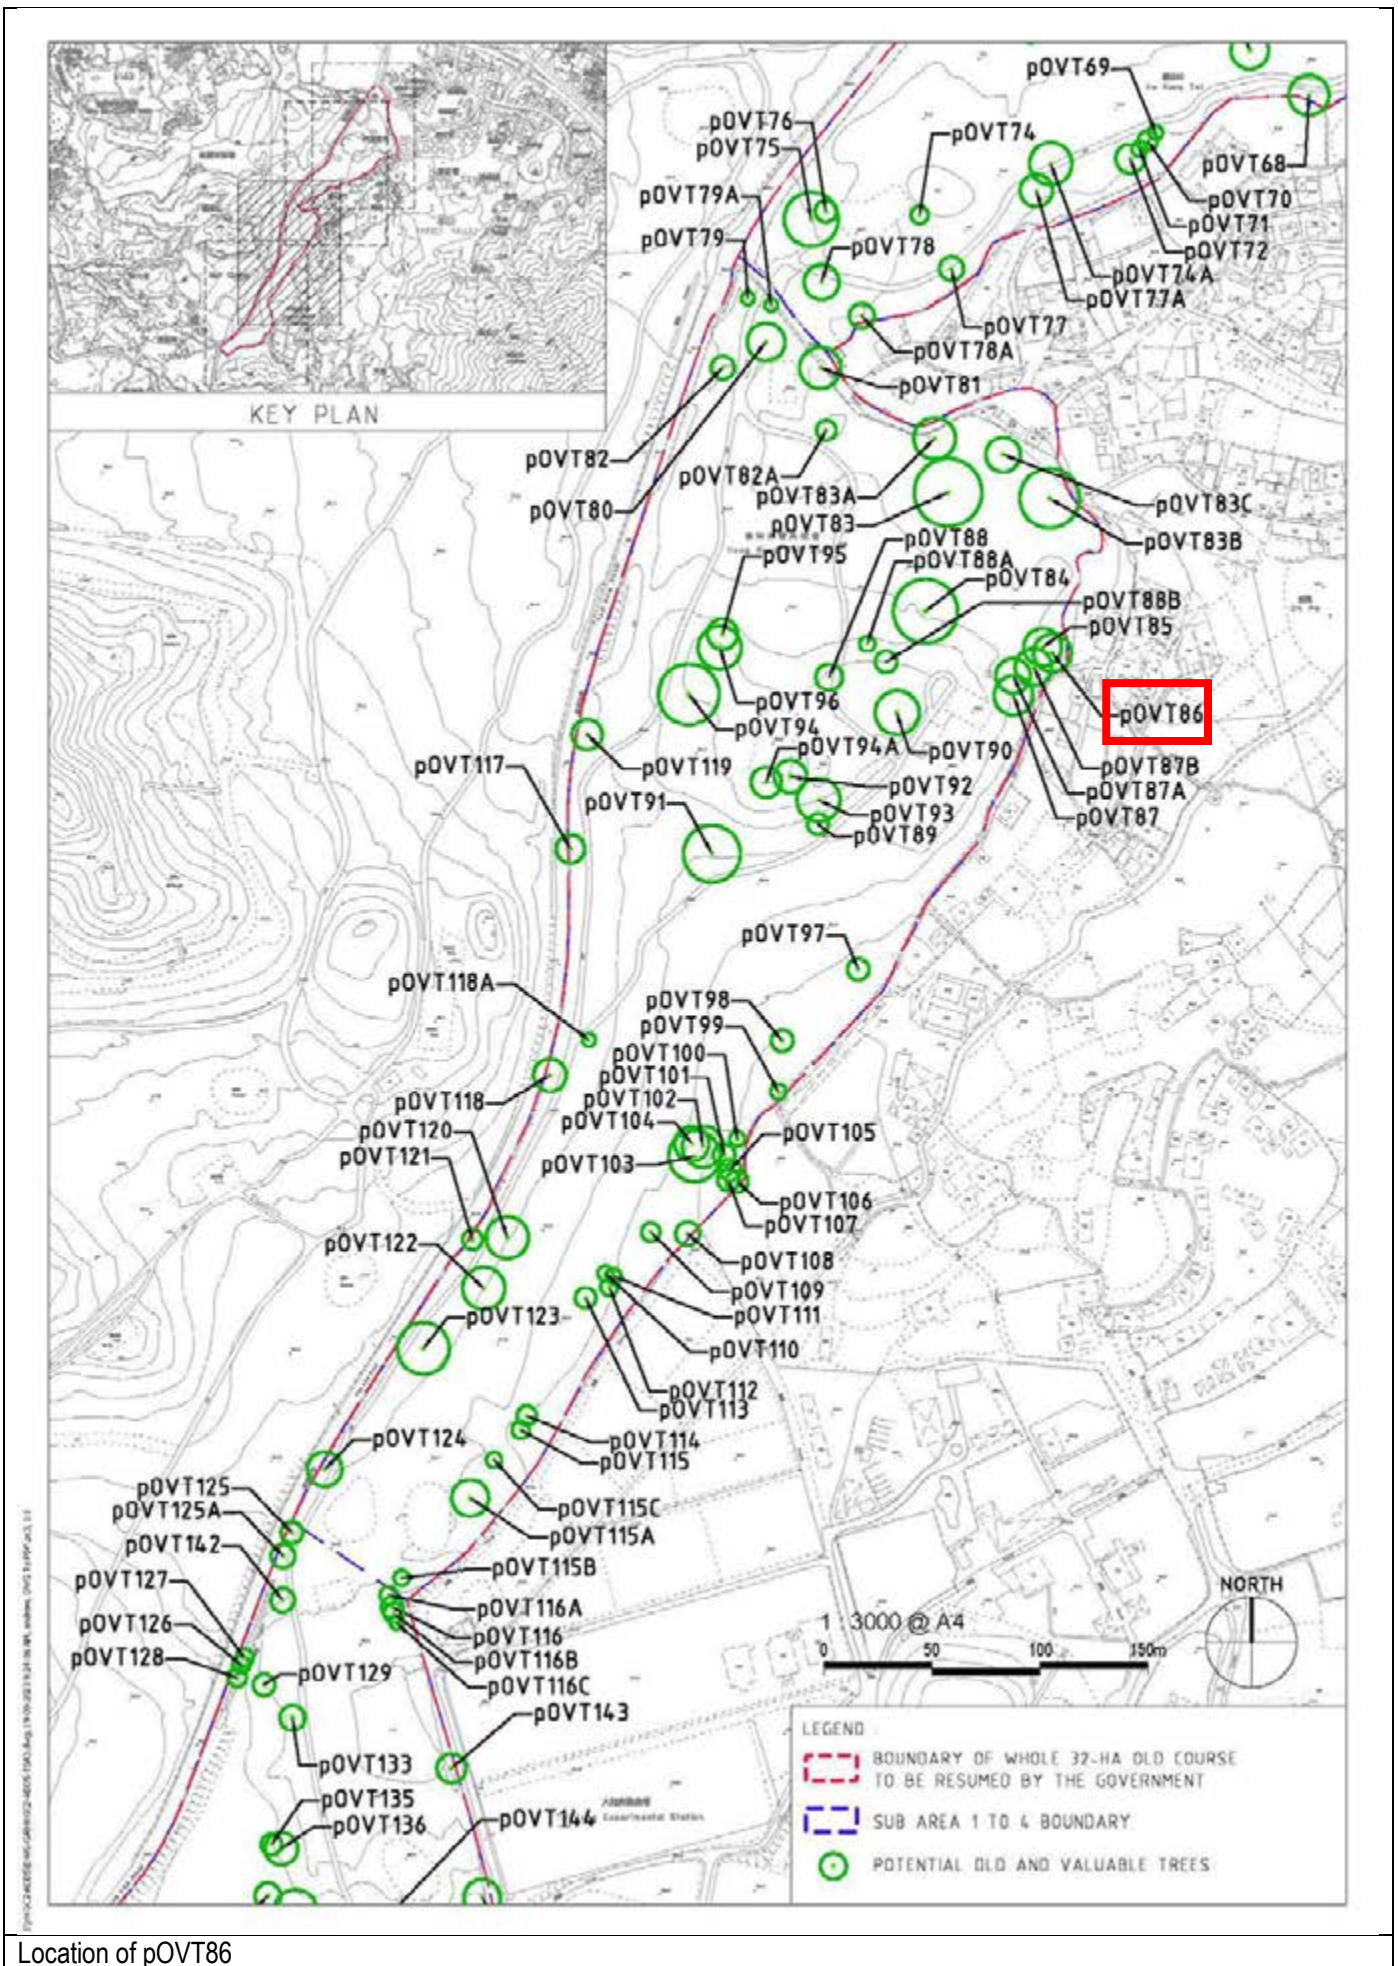 pOVT69
pOVT76
pOVT74
pOVT75
pOVT68
pOVT79A
pOVT70
pOVT71
pOVT79
pOVT78
pOVT72
pOVT74A
pOVT77A
pOVT77
pOVT78A
pOVT81
KEY PLAN
pOVT82
pOVT82A
pOVT83A
pOVT83C
pOVT80
pOVT83
pOVT88
pOVT83B
pOVT95
pOVT88A
pOVT84
pOVT88B
pOVT85
pOVT96
pOVT86
pOVT94
pOVT94A
pOVT90
pOVT119
pOVT117
pOVT87B
pOVT92
pOVT87A
pOVT91
pOVT93
pOVT87
pOVT89
pOVT97
pOVT118A
pOVT98
pOVT99
pOVT100
pOVT101
pOVT118
pOVT102
pOVT104
pOVT120
pOVT105
pOVT121
pOVT103
pOVT106
pOVT107
pOVT122
pOVT108
pOVT109
pOVT123
pOVT111
pOVT110
pOVT112
pOVT113
pOVT124
pOVT114
pOVT115
pOVT125
pOVT125A
pOVT115C
pOVT115A
pOVT142
pOVT115B
pOVT127
pOVT116A
NORTH
pOVT126
pOVT116
1 : 3000 @ A4
pOVT128
pOVT116B
0 50 100 150m
pOVT129
pOVT116C
pOVT143
LEGEND
BOUNDARY OF WHOLE 32-HA OLD COURSE
TO BE RESUMED BY THE GOVERNMENT
pOVT133
pOVT135
pOVT136
pOVT144
Experimental Station
SUB AREA 1 TO 4 BOUNDARY
POTENTIAL OLD AND VALUABLE TREES
Location of pOVT86